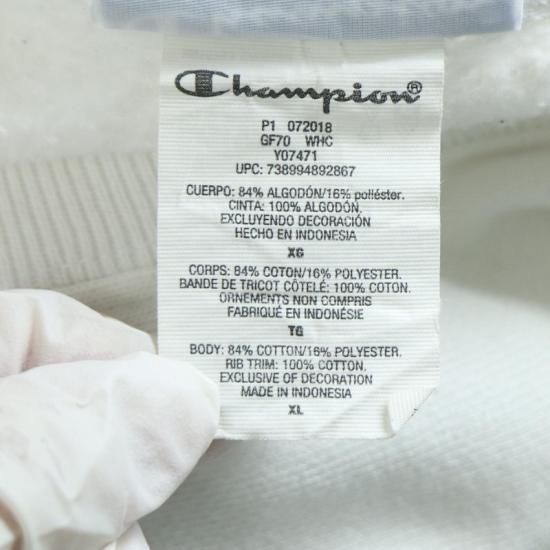 Champion®
P1 072018
GF70 WHC
Y07471
UPC: 738994892867
CUERPO: 84% ALGODÓN/16% poliéster.
CINTA: 100% ALGODÓN.
EXCLUYENDO DECORACIÓN
HECHO EN INDONESIA
XG
CORPS: 84% COTON/16% POLYESTER.
BANDE DE TRICOT CÔTELÉ: 100% COTON.
ORNEMENTS NON COMPRIS
FABRIQUÉ EN INDONÉSIE
TG
BODY: 84% COTTON/16% POLYESTER.
RIB TRIM: 100% COTTON.
EXCLUSIVE OF DECORATION
MADE IN INDONESIA
XL